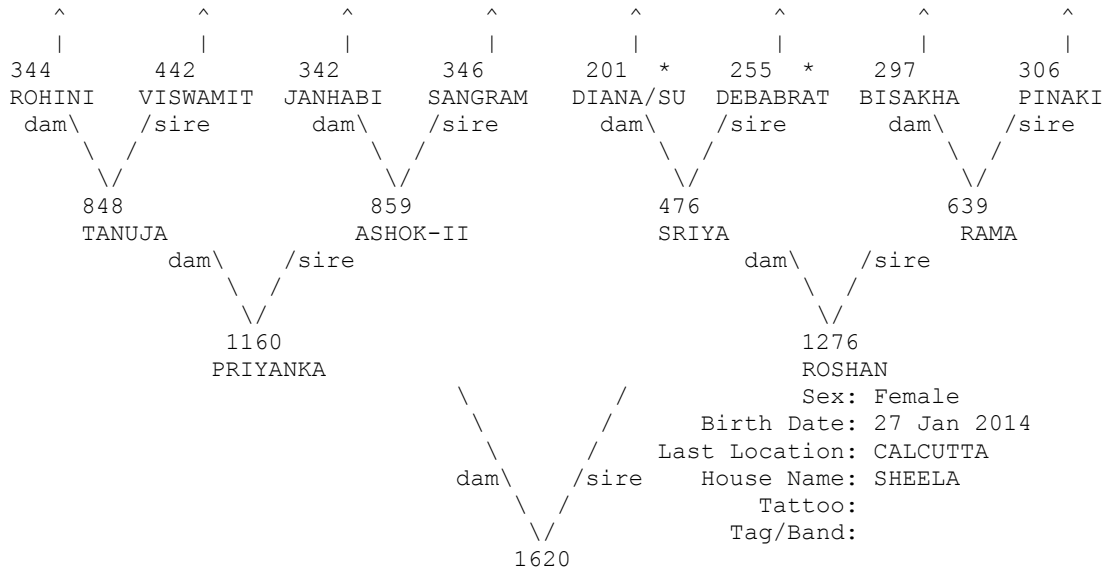 ^ ^ ^ ^ ^ ^ ^ ^
| | | | | | | |
344 442 342 346 201 * 255 * 297 306
ROHINI VISWAMIT JANHABI SANGRAM DIANA/SU DEBABRAT BISAKHA PINAKI
dam\ /sire dam\ /sire dam\ /sire dam\ /sire
\ / \ / \ / \ /
\/ \/ \/ \/
848 859 476 639
TANUJA ASHOK-II SRIYA RAMA
dam\ /sire dam\ /sire
\ / \ /
\/ \/
1160 1276
PRIYANKA ROSHAN
\ / Sex: Female
\ / Birth Date: 27 Jan 2014
\ / Last Location: CALCUTTA
dam\ /sire House Name: SHEELA
\ / Tattoo:
\/ Tag/Band:
1620